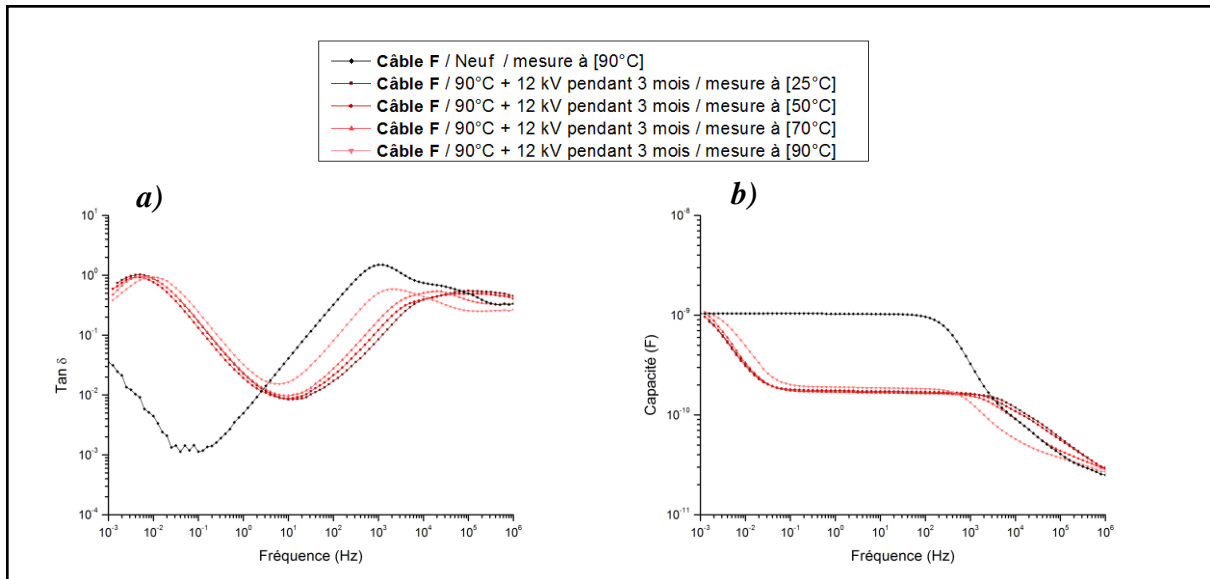 Câble F / Neuf / mesure à [90°C]
Câble F / 90°C + 12 kV pendant 3 mois / mesure à [25°C]
Câble F / 90°C + 12 kV pendant 3 mois / mesure à [50°C]
Câble F / 90°C + 12 kV pendant 3 mois / mesure à [70°C]
Câble F / 90°C + 12 kV pendant 3 mois / mesure à [90°C]
a)
10^1
10^0
10^-1
10^-2
10^-3
10^-4
Tan δ
10^-3 10^-2 10^-1 10^0 10^1 10^2 10^3 10^4 10^5 10^6
Fréquence (Hz)
b)
10^-8
10^-9
10^-10
10^-11
Capacité (F)
10^-3 10^-2 10^-1 10^0 10^1 10^2 10^3 10^4 10^5 10^6
Fréquence (Hz)